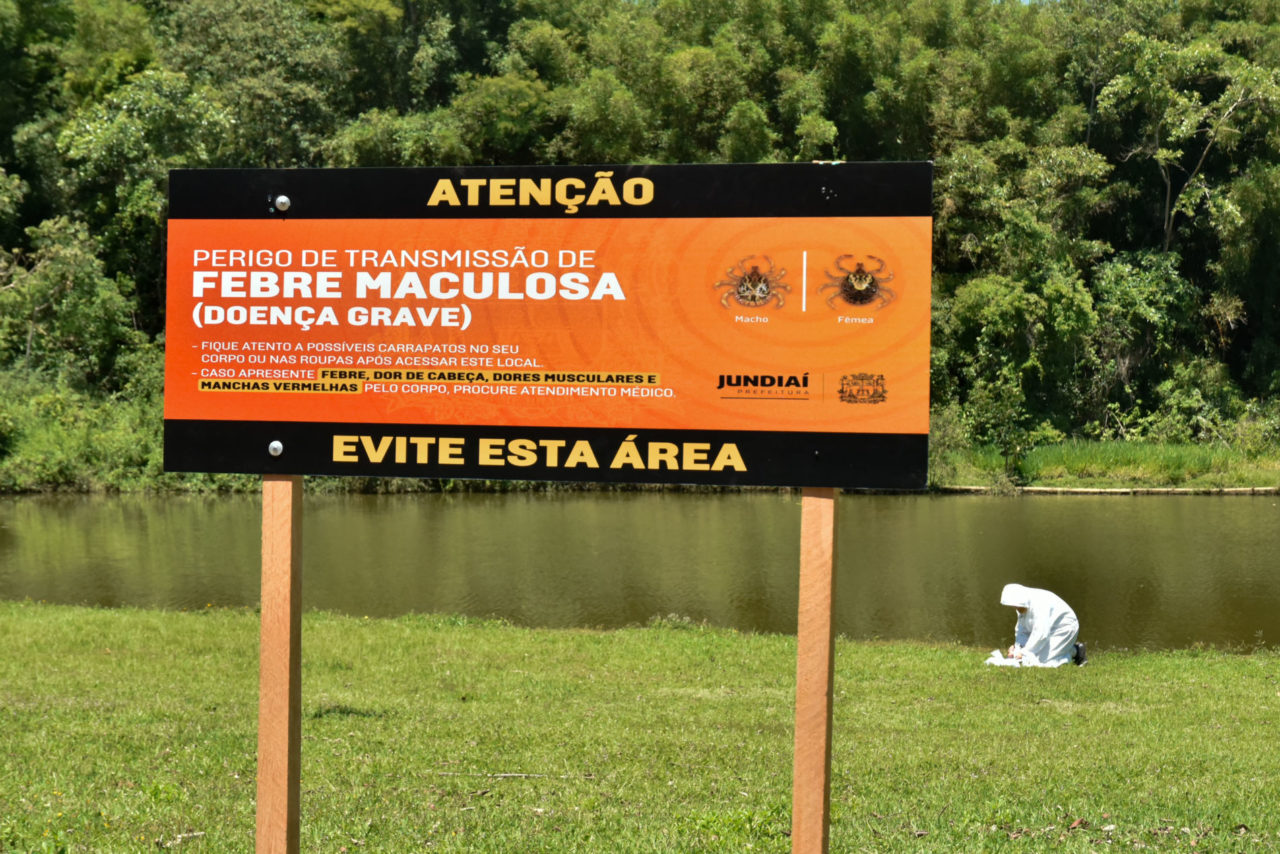 ATENÇÃO
PERIGO DE TRANSMISSÃO DE
FEBRE MACULOSA
(DOENÇA GRAVE)
- FIQUE ATENTO A POSSÍVEIS CARRAPATOS NO SEU
CORPO OU NAS ROUPAS APÓS ACESSAR ESTE LOCAL.
- CASO APRESENTE FEBRE, DOR DE CABEÇA, DORES MUSCULARES E
MANCHAS VERMELHAS PELO CORPO, PROCURE ATENDIMENTO MÉDICO.
Macho
Fêmea
JUNDIAÍ
PREFEITURA
EVITE ESTA ÁREA